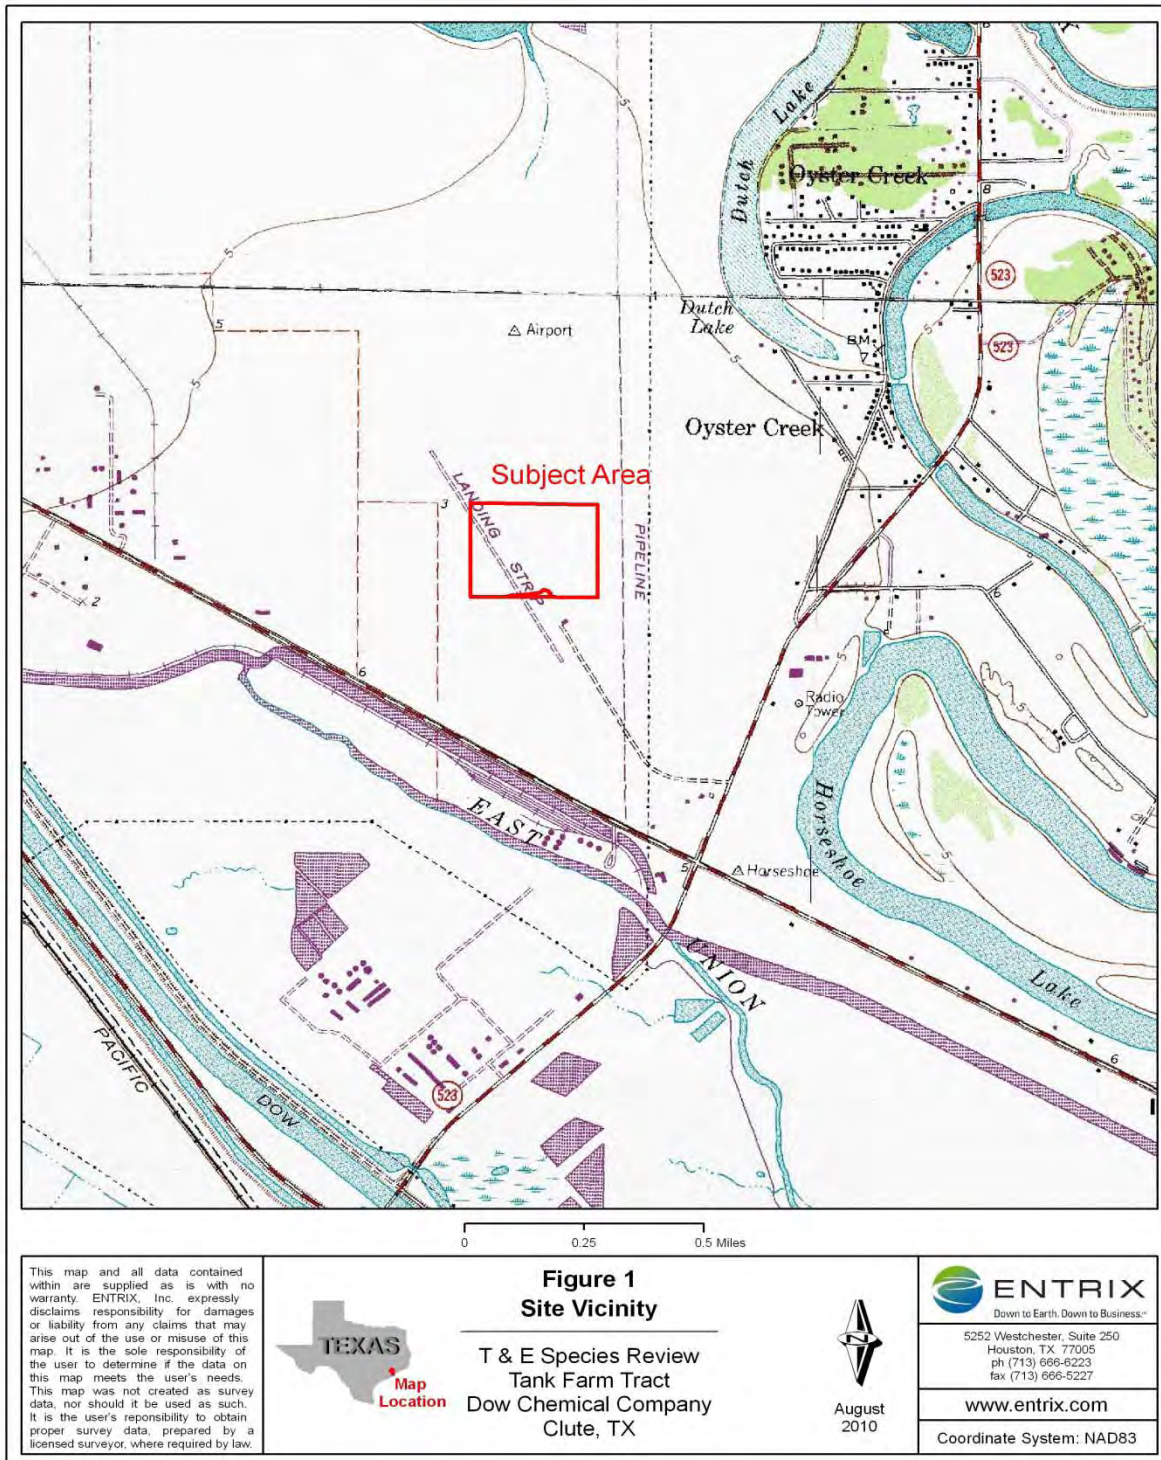 Lake
Dutch
Oyster Creek
8
5
5
523
Dutch
Lake
5
Airport
BM
7
5
523
5
Oyster Creek
Subject Area
LANDING
STRIP
3
PIPELINE
2
6
6
5
Radio
Tower
5
EAST
Horseshoe
5
Horseshoe
UNION
Lake
PACIFIC
DOW
523
6
0
0.25
0.5 Miles
This map and all data contained
within are supplied as is with no
warranty. ENTRIX, Inc. expressly
disclaims responsibility for damages
or liability from any claims that may
arise out of the use or misuse of this
map. It is the sole responsibility of
the user to determine if the data on
this map meets the user's needs.
This map was not created as survey
data, nor should it be used as such.
It is the user's reponsibility to obtain
proper survey data, prepared by a
licensed surveyor, where required by law.
TEXAS
Map
Location
Figure 1
Site Vicinity
T & E Species Review
Tank Farm Tract
Dow Chemical Company
Clute, TX
N
August
2010
ENTRIX
Down to Earth. Down to Business.
5252 Westchester, Suite 250
Houston, TX 77005
ph (713) 666-6223
fax (713) 666-5227
www.entrix.com
Coordinate System: NAD83